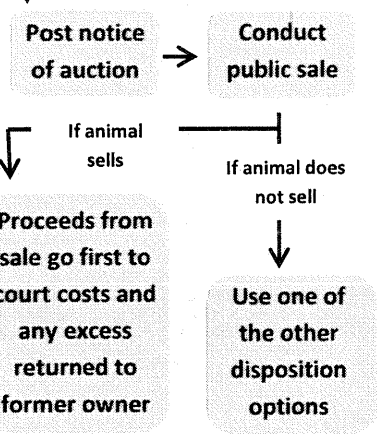 Post notice
of auction
Conduct
public sale
If animal
sells
If animal does
not sell
Proceeds from
sale go first to
court costs and
any excess
returned to
former owner
Use one of
the other
disposition
options